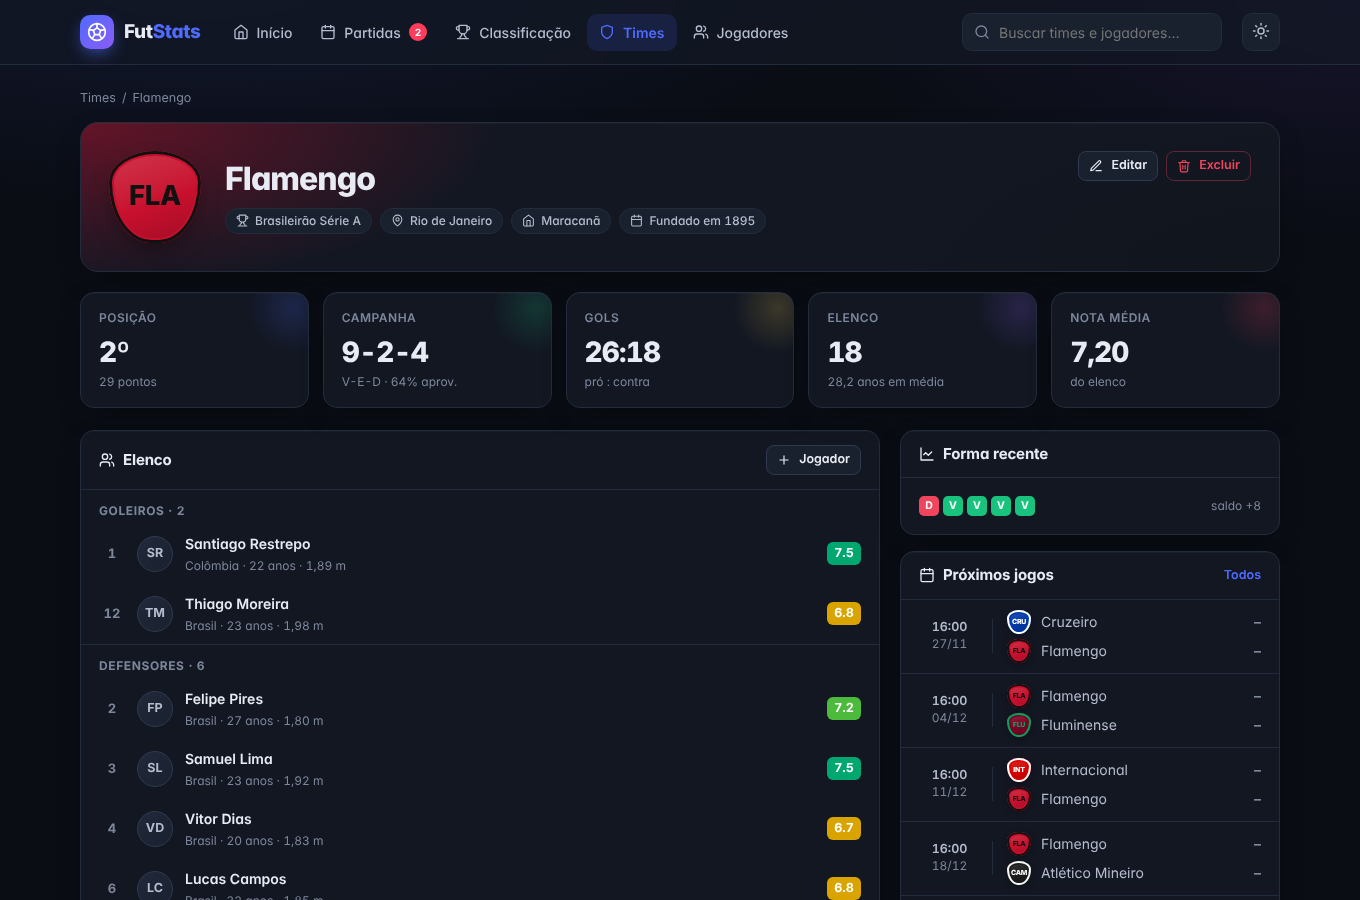 FutStats
Início
Partidas 2
Classificação
Times
Jogadores
Buscar times e jogadores...
Times / Flamengo
FLA
Flamengo
Editar
Excluir
Brasileirão Série A
Rio de Janeiro
Maracanã
Fundado em 1895
POSIÇÃO
2º
29 pontos
CAMPANHA
9-2-4
V-E-D · 64% aprov.
GOLS
26:18
pró : contra
ELENCO
18
28,2 anos em média
NOTA MÉDIA
7,20
do elenco
Elenco
+ Jogador
GOLEIROS · 2
1 SR Santiago Restrepo 7.5
Colômbia · 22 anos · 1,89 m
12 TM Thiago Moreira 6.8
Brasil · 23 anos · 1,98 m
DEFENSORES · 6
2 FP Felipe Pires 7.2
Brasil · 27 anos · 1,80 m
3 SL Samuel Lima 7.5
Brasil · 23 anos · 1,92 m
4 VD Vitor Dias 6.7
Brasil · 20 anos · 1,83 m
6 LC Lucas Campos 6.8
Forma recente
D V V V V saldo +8
Próximos jogos
Todos
16:00
27/11
CRU Cruzeiro –
FLA Flamengo –
16:00
04/12
FLA Flamengo –
FLU Fluminense –
16:00
11/12
INT Internacional –
FLA Flamengo –
16:00
18/12
FLA Flamengo –
CAM Atlético Mineiro –